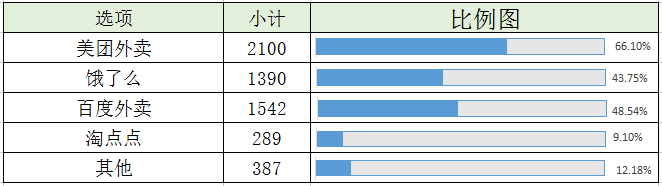 选项 小计 比例图
美团外卖 2100 66.10%
饿了么 1390 43.75%
百度外卖 1542 48.54%
淘点点 289 9.10%
其他 387 12.18%